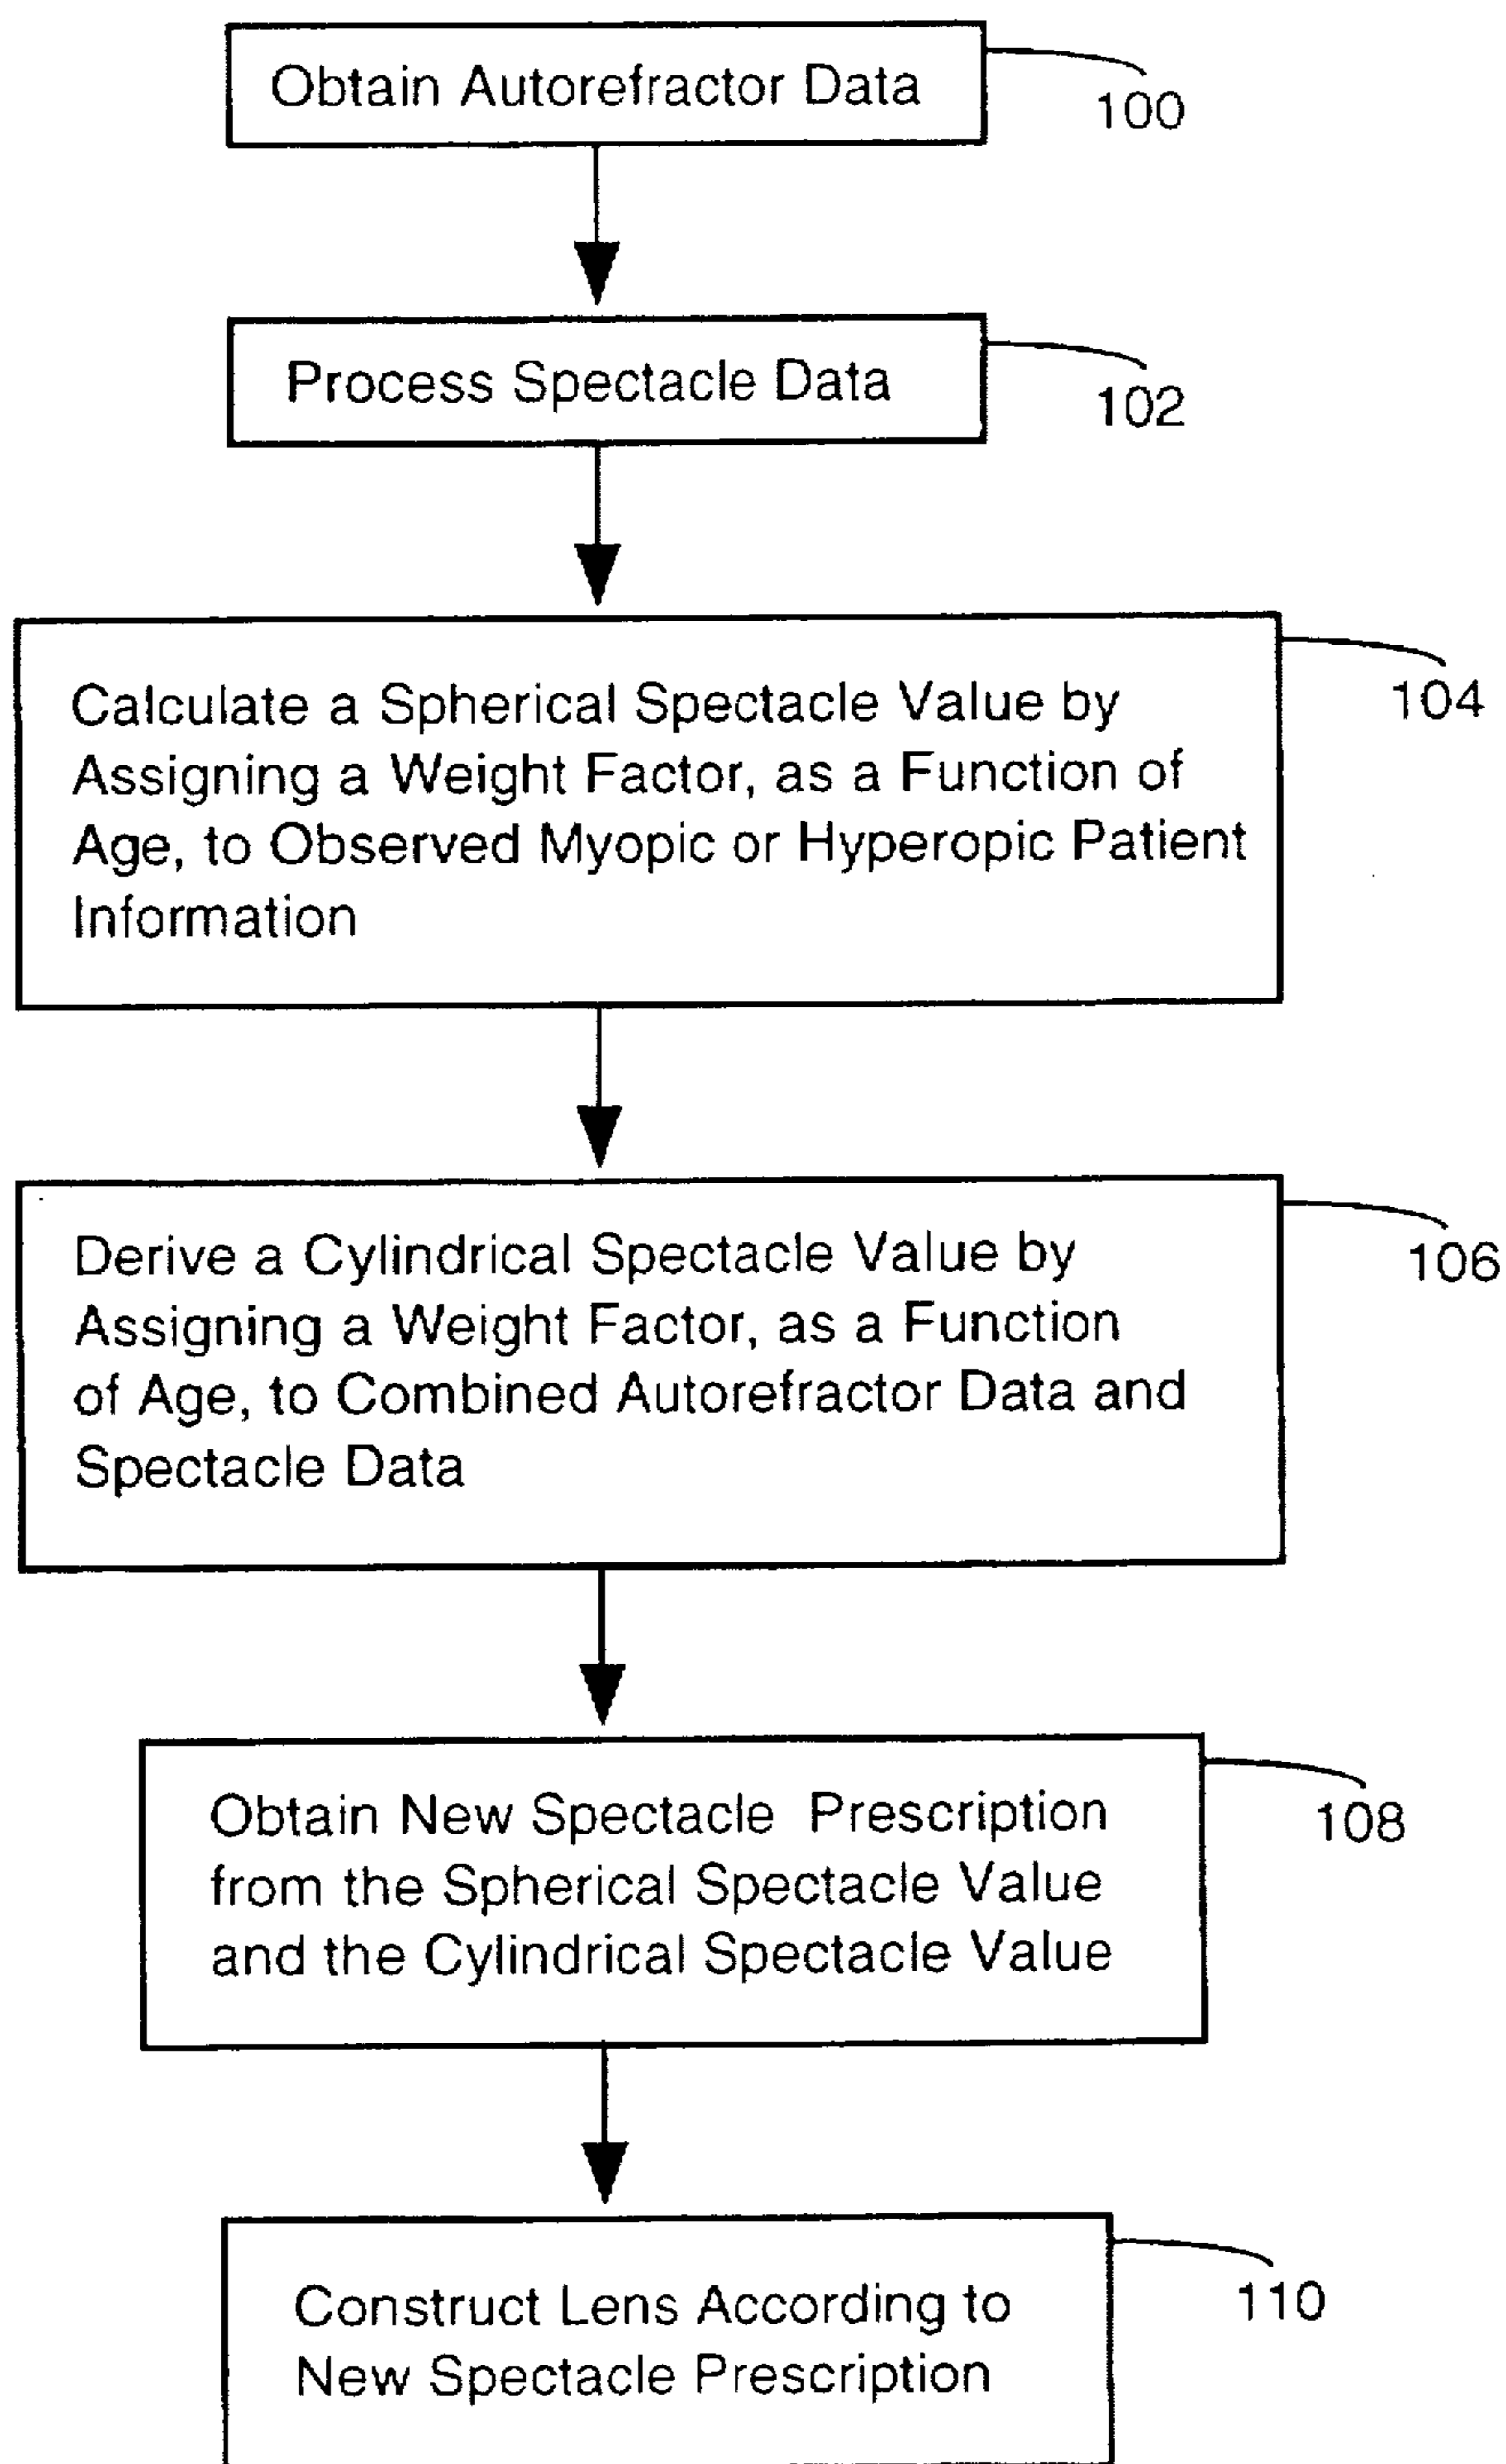 Obtain Autorefractor Data
100
Process Spectacle Data
102
Calculate a Spherical Spectacle Value by
Assigning a Weight Factor, as a Function of
Age, to Observed Myopic or Hyperopic Patient
Information
104
Derive a Cylindrical Spectacle Value by
Assigning a Weight Factor, as a Function
of Age, to Combined Autorefractor Data and
Spectacle Data
106
Obtain New Spectacle Prescription
from the Spherical Spectacle Value
and the Cylindrical Spectacle Value
108
Construct Lens According to
New Spectacle Prescription
110